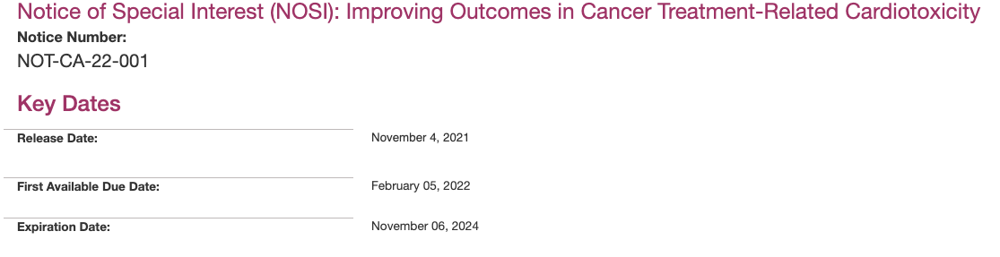 Notice of Special Interest (NOSI): Improving Outcomes in Cancer Treatment-Related Cardiotoxicity
Notice Number:
NOT-CA-22-001
Key Dates
Release Date: November 4, 2021
First Available Due Date: February 05, 2022
Expiration Date: November 06, 2024